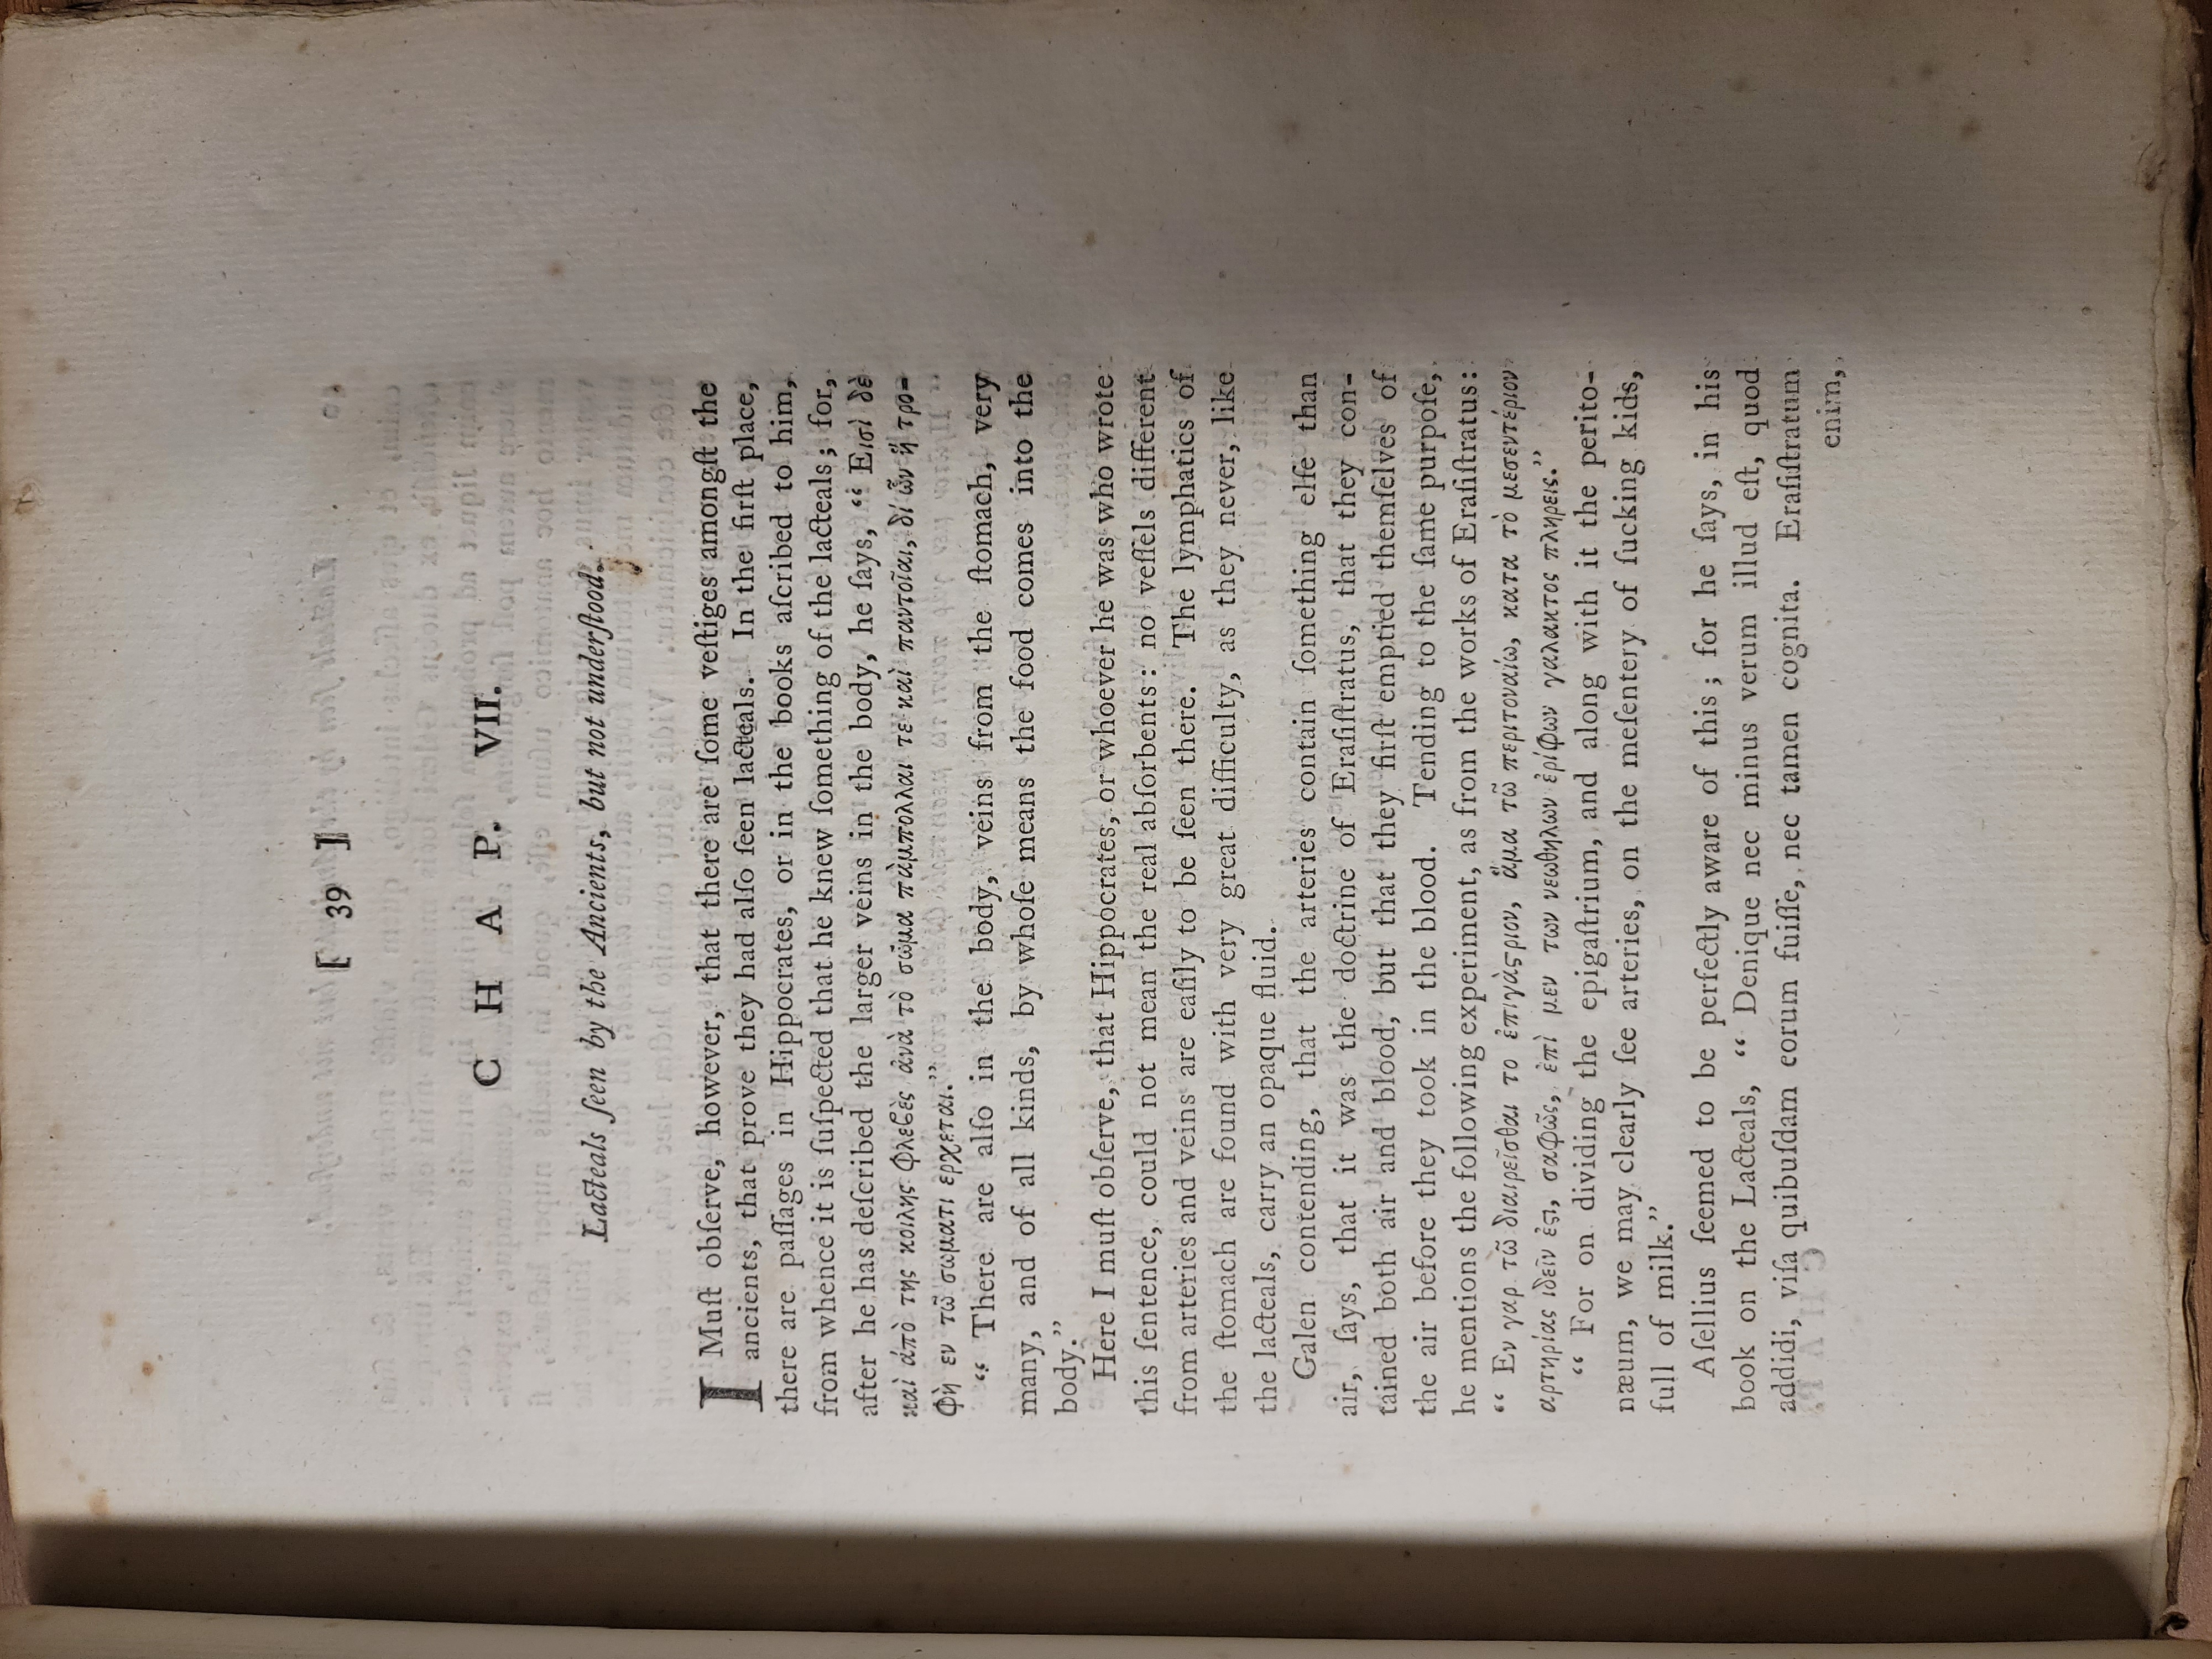 [ 39 ]
C H A P. VII.
Lacteals ſeen by the Ancients, but not underſtood.
I Muſt obſerve, however, that there are ſome veſtiges amongſt the
ancients, that prove they had alſo ſeen lacteals. In the firſt place,
there are paſſages in Hippocrates, or in the books aſcribed to him,
from whence it is ſuſpected that he knew ſomething of the lacteals; for,
after he has deſcribed the larger veins in the body, he ſays, “ Εισὶ δὲ
καὶ ἀπὸ της κοιλης φλεϐὲς ἀνὰ τὸ σῶμα πὰμπολλαι τὲ καὶ παντοῖαι, δί ὧν ἥ τρο-
φὴ εν τῶ σωματι ερχεται.”
“ There are alſo in the body, veins from the ſtomach, very
many, and of all kinds, by whoſe means the food comes into the
body.”
Here I muſt obſerve, that Hippocrates, or whoever he was who wrote
this ſentence, could not mean the real abſorbents: no veſſels different
from arteries and veins are eaſily to be ſeen there. The lymphatics of
the ſtomach are found with very great difficulty, as they never, like
the lacteals, carry an opaque fluid.
Galen contending, that the arteries contain ſomething elſe than
air, ſays, that it was the doctrine of Eraſiſtratus, that they con-
tained both air and blood, but that they firſt emptied themſelves of
the air before they took in the blood. Tending to the ſame purpoſe,
he mentions the following experiment, as from the works of Eraſiſtratus:
“ Εν γαρ τῶ διαιρεῖσθαι το ἐπιγὰϛριον, ἅμα τῶ περιτοναίω, κατα τὸ μεσεντέριον
αρτηρίας ιδεῖν ἐϛι, σαφῶς, ἐπὶ μεν των νεωθηλων ἐρίφων γαλακτος πληρεις.”
“ For on dividing the epigaſtrium, and along with it the perito-
næum, we may clearly ſee arteries, on the meſentery of ſucking kids,
full of milk.”
Aſellius ſeemed to be perfectly aware of this; for he ſays, in his
book on the Lacteals, “ Denique nec minus verum illud eſt, quod
addidi, viſa quibuſdam eorum fuiſſe, nec tamen cognita. Eraſiſtratum
enim,